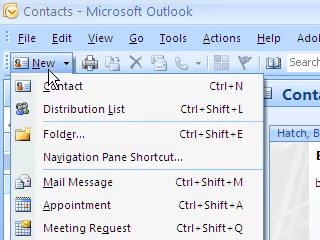 Contacts - Microsoft Outlook
File Edit View Go Tools Actions Help
New Search
Contact Ctrl+N
Distribution List Ctrl+Shift+L
Folder... Ctrl+Shift+E
Navigation Pane Shortcut...
Mail Message Ctrl+Shift+M
Appointment Ctrl+Shift+A
Meeting Request Ctrl+Shift+Q
Conta
Hatch, B